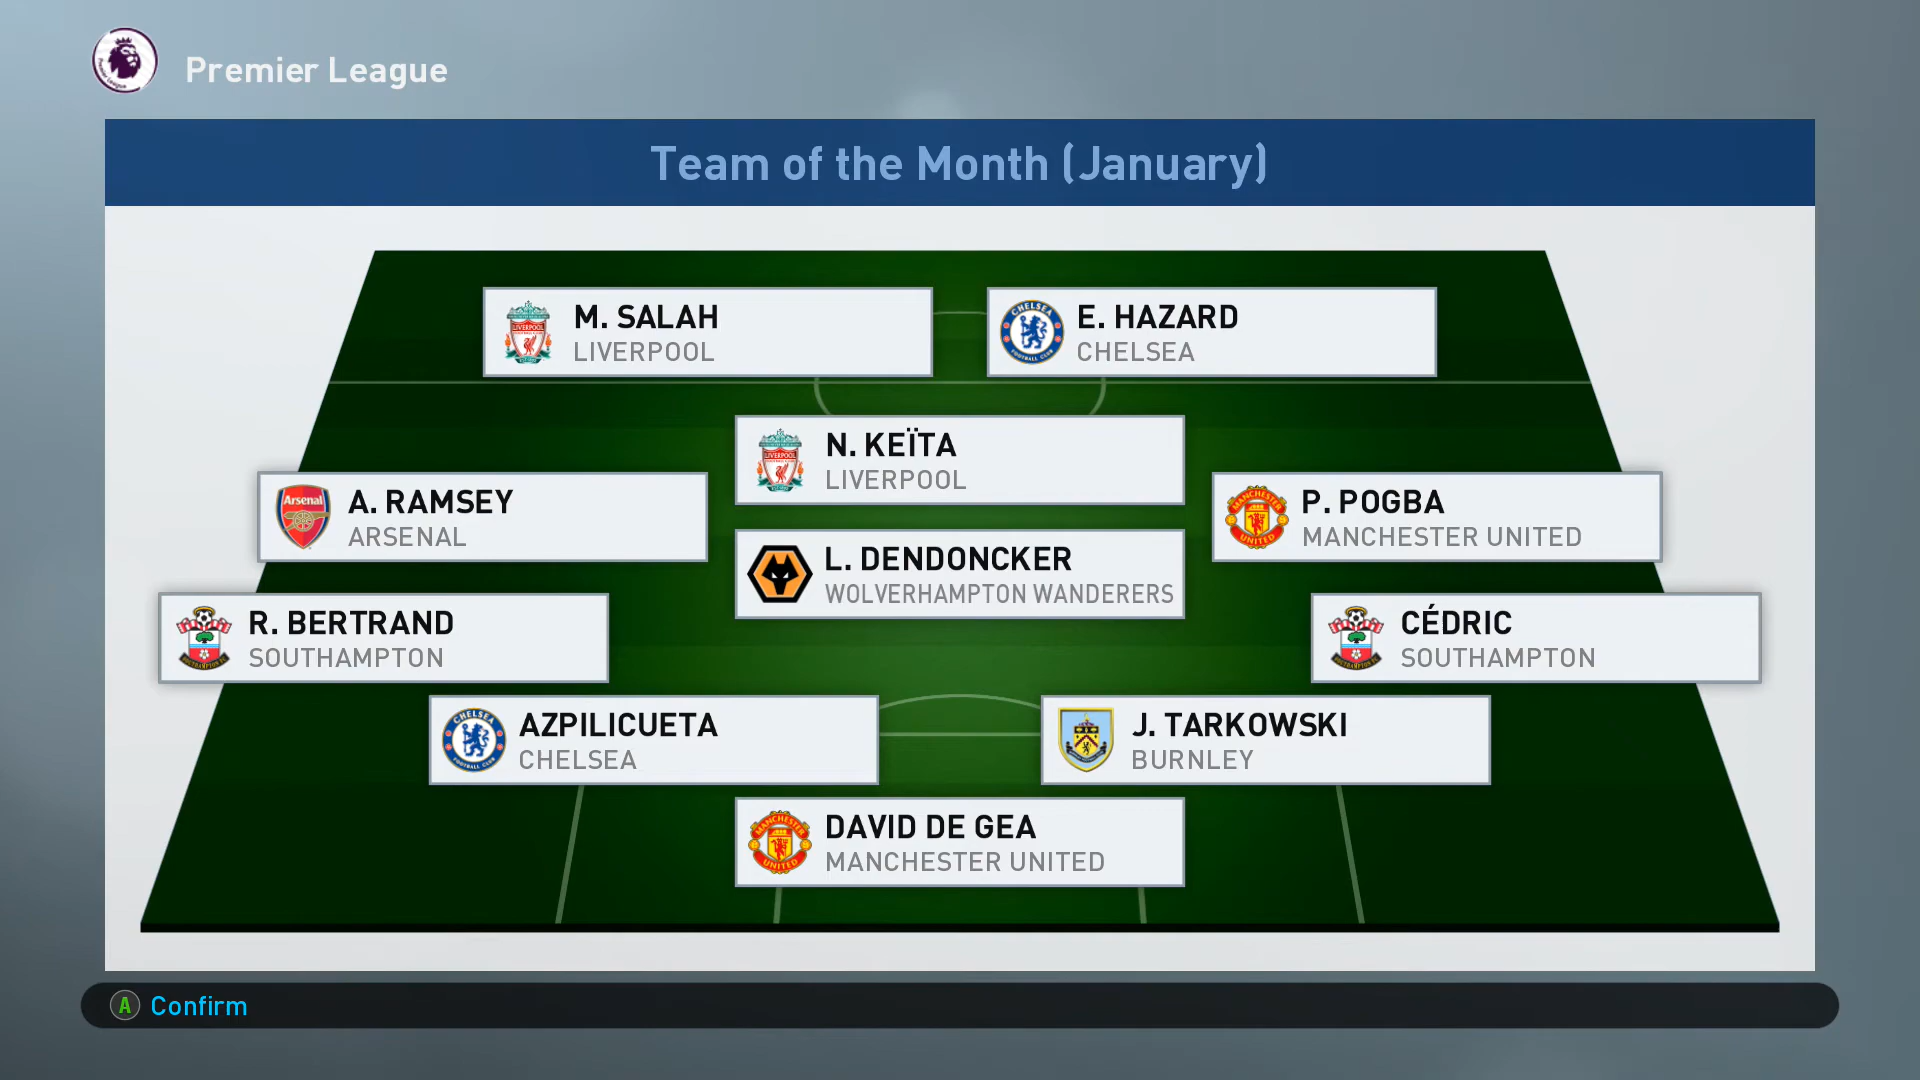 Premier League
Team of the Month (January)
M. SALAH
LIVERPOOL
E. HAZARD
CHELSEA
N. KEÏTA
LIVERPOOL
A. RAMSEY
ARSENAL
P. POGBA
MANCHESTER UNITED
L. DENDONCKER
WOLVERHAMPTON WANDERERS
R. BERTRAND
SOUTHAMPTON
CÉDRIC
SOUTHAMPTON
AZPILICUETA
CHELSEA
J. TARKOWSKI
BURNLEY
DAVID DE GEA
MANCHESTER UNITED
A Confirm